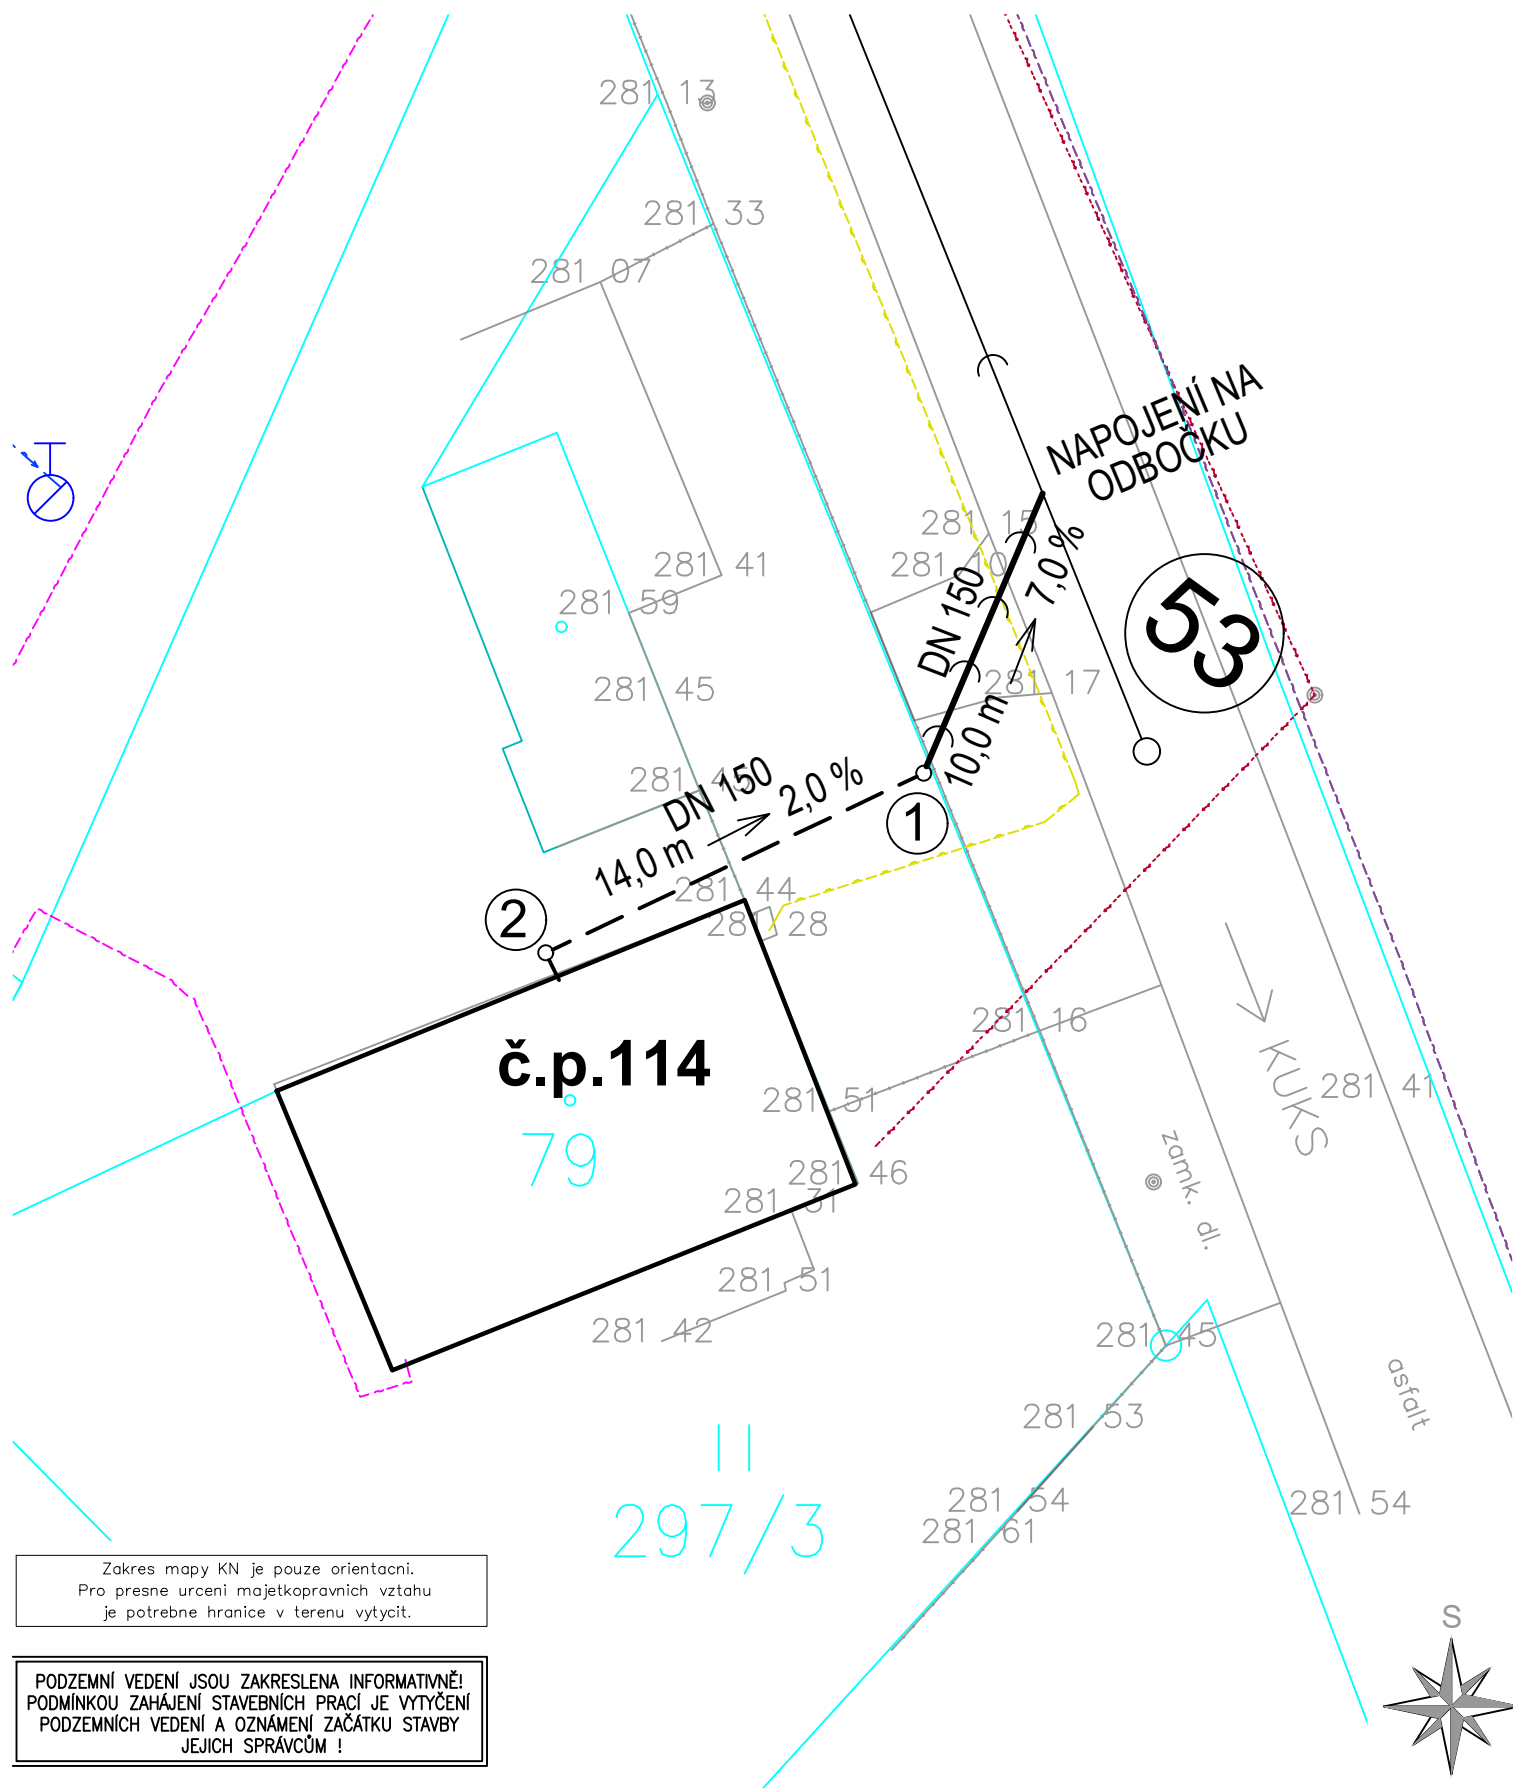 281 13
281 33
281 07
NAPOJENÍ NA
ODBOČKU
281 15
281 10
281 41
281 59
DN 150
7,0 %
53
281 45
281 17
10,0 m
281 45
DN 150
2,0 %
14,0 m
1
2
281 44
281 28
281 16
č.p.114
79
281 51
KUKS
281 41
281 46
281 31
zamk. dl.
281 51
281 42
281 45
asfalt
281 53
281 54
281 61
281 54
297/3
Zakres mapy KN je pouze orientacni.
Pro presne urceni majetkopravnich vztahu
je potrebne hranice v terenu vytycit.
S
PODZEMNÍ VEDENÍ JSOU ZAKRESLENA INFORMATIVNĚ!
PODMÍNKOU ZAHÁJENÍ STAVEBNÍCH PRACÍ JE VYTYČENÍ
PODZEMNÍCH VEDENÍ A OZNÁMENÍ ZAČÁTKU STAVBY
JEJICH SPRÁVCŮM !